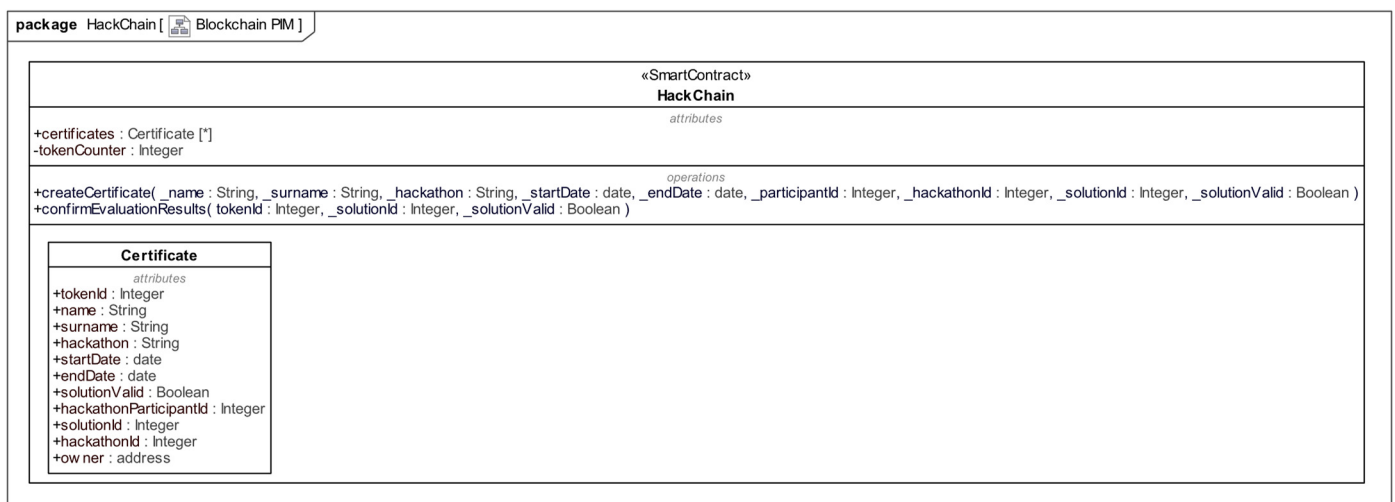 package HackChain [ Blockchain PIM ]
«SmartContract»
HackChain
attributes
+certificates : Certificate [*]
-tokenCounter : Integer
operations
+createCertificate( _name : String, _surname : String, _hackathon : String, _startDate : date, _endDate : date, _participantId : Integer, _hackathonId : Integer, _solutionId : Integer, _solutionValid : Boolean )
+confirmEvaluationResults( tokenId : Integer, _solutionId : Integer, _solutionValid : Boolean )
Certificate
attributes
+tokenId : Integer
+name : String
+surname : String
+hackathon : String
+startDate : date
+endDate : date
+solutionValid : Boolean
+hackathonParticipantId : Integer
+solutionId : Integer
+hackathonId : Integer
+owner : address